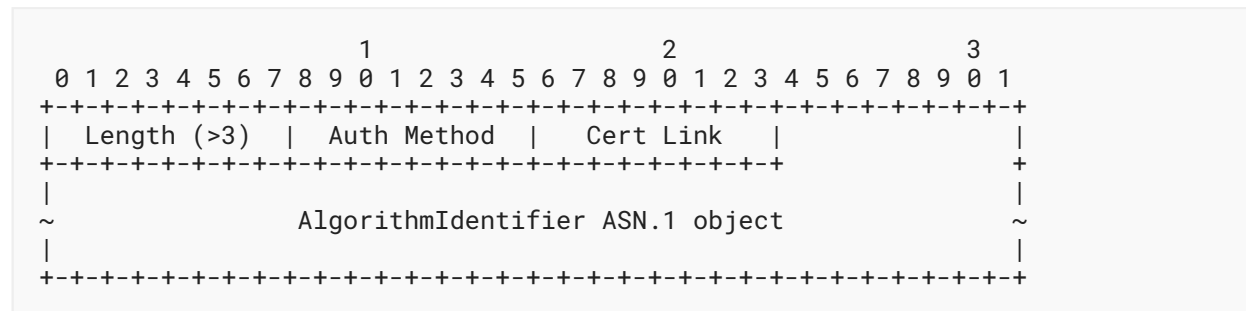 1                   2                   3
 0 1 2 3 4 5 6 7 8 9 0 1 2 3 4 5 6 7 8 9 0 1 2 3 4 5 6 7 8 9 0 1
+-+-+-+-+-+-+-+-+-+-+-+-+-+-+-+-+-+-+-+-+-+-+-+-+-+-+-+-+-+-+-+-+
|  Length (>3)  |  Auth Method  |   Cert Link   |               |
+-+-+-+-+-+-+-+-+-+-+-+-+-+-+-+-+-+-+-+-+-+-+-+-+               +
|                                                               |
~                AlgorithmIdentifier ASN.1 object               ~
|                                                               |
+-+-+-+-+-+-+-+-+-+-+-+-+-+-+-+-+-+-+-+-+-+-+-+-+-+-+-+-+-+-+-+-+